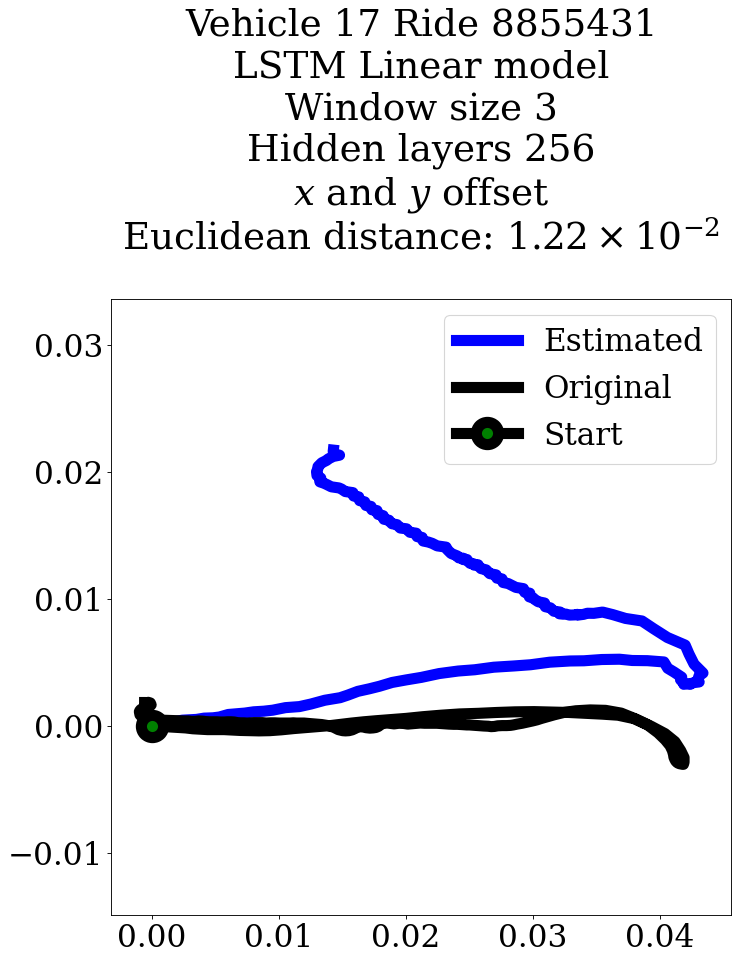 Vehicle 17 Ride 8855431
LSTM Linear model
Window size 3
Hidden layers 256
x and y offset
Euclidean distance: 1.22 × 10⁻²
Estimated
Original
Start
0.03
0.02
0.01
0.00
−0.01
0.00 0.01 0.02 0.03 0.04